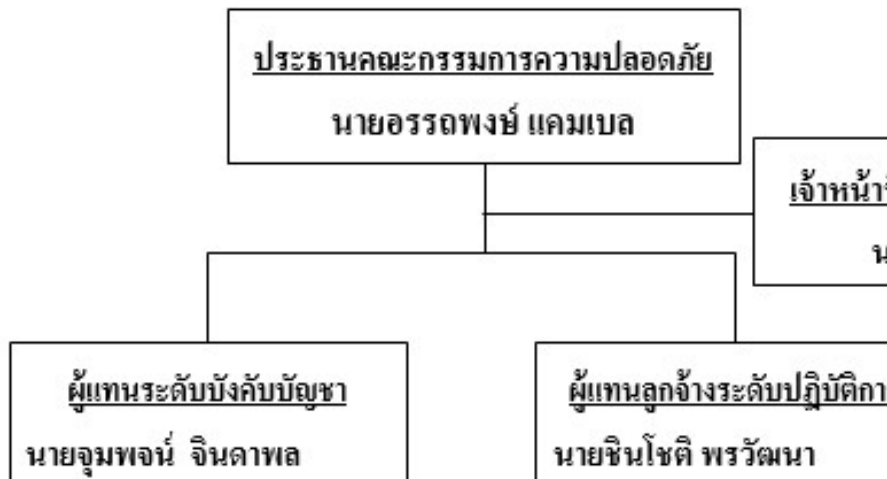 ประธานคณะกรรมการความปลอดภัย
นายอรรถพงษ์ แคมเบล
ผู้แทนระดับบังคับบัญชา
นายจุมพจน์ จินดาพล
ผู้แทนลูกจ้างระดับปฏิบัติกา
นายชินโชติ พรวัฒนา